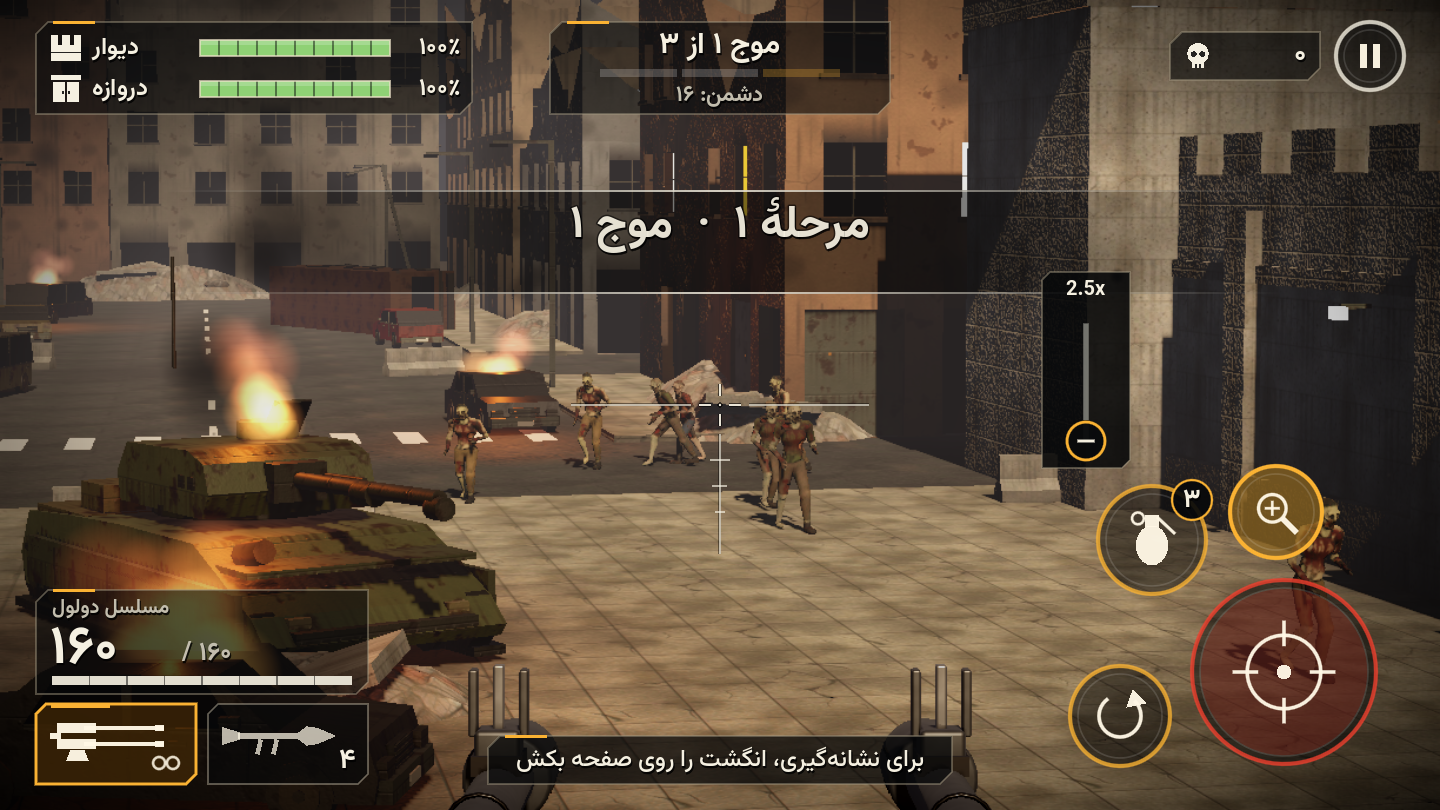 دیوار ۱۰۰٪
دروازه ۱۰۰٪
موج ۱ از ۳
دشمن: ۱۶
۰
مرحلهٔ ۱ · موج ۱
2.5x
۳
مسلسل دولول
۱۶۰ / ۱۶۰
∞
۴
برای نشانه‌گیری، انگشت را روی صفحه بکش